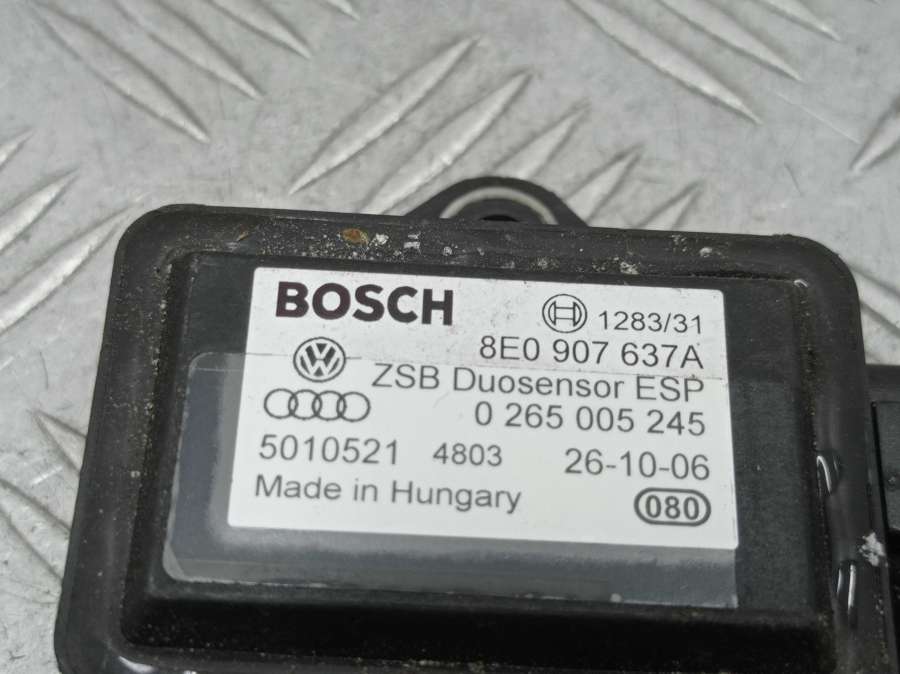 BOSCH 1283/31
8E0 907 637A
ZSB Duosensor ESP
0 265 005 245
5010521 4803 26-10-06
Made in Hungary 080